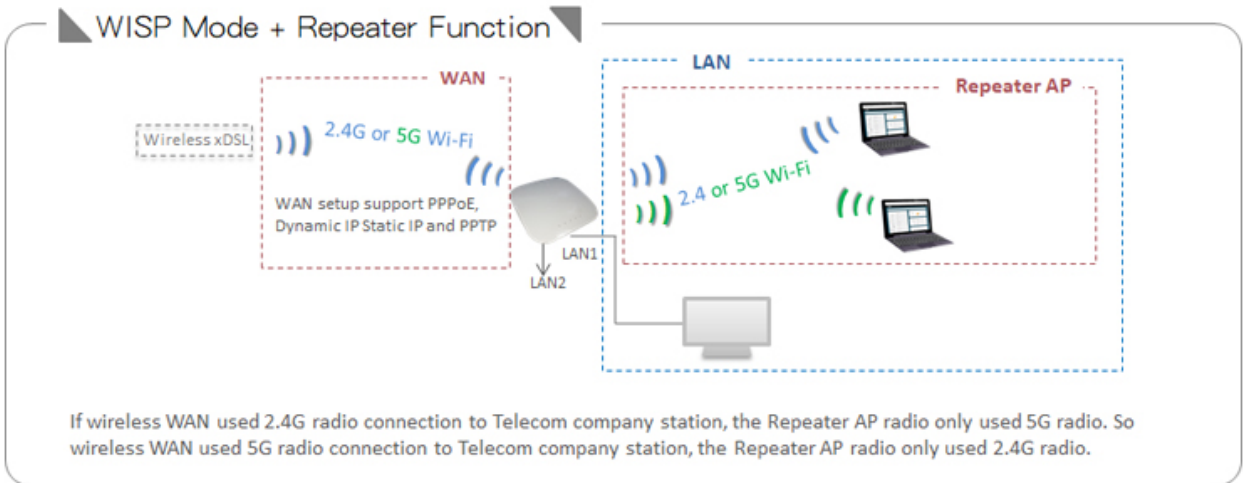 WISP Mode + Repeater Function
WAN
LAN
Repeater AP
Wireless xDSL
2.4G or 5G Wi-Fi
2.4 or 5G Wi-Fi
WAN setup support PPPoE,
Dynamic IP Static IP and PPTP
LAN1
LAN2
If wireless WAN used 2.4G radio connection to Telecom company station, the Repeater AP radio only used 5G radio. So
wireless WAN used 5G radio connection to Telecom company station, the Repeater AP radio only used 2.4G radio.